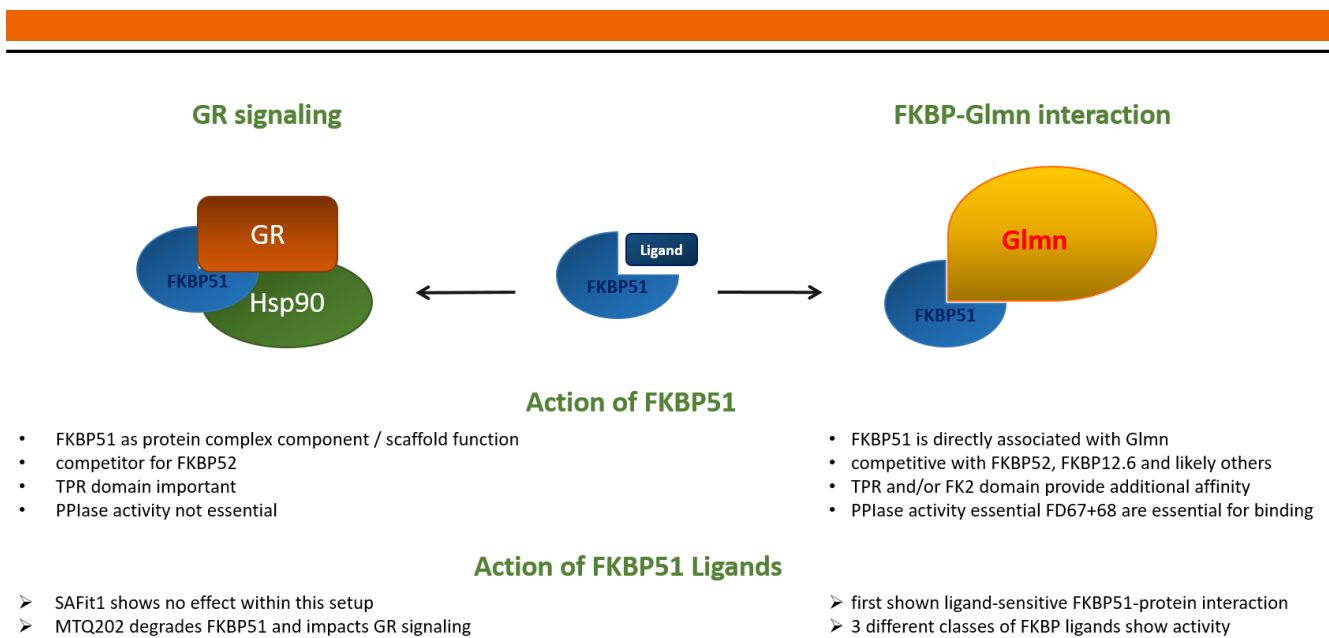 GR signaling
FKBP-Glmn interaction
GR
FKBP51
Hsp90
Ligand
FKBP51
Glmn
FKBP51
Action of FKBP51
• FKBP51 as protein complex component / scaffold function
• competitor for FKBP52
• TPR domain important
• PPIase activity not essential
• FKBP51 is directly associated with Glmn
• competitive with FKBP52, FKBP12.6 and likely others
• TPR and/or FK2 domain provide additional affinity
• PPIase activity essential FD67+68 are essential for binding
Action of FKBP51 Ligands
➢ SAFit1 shows no effect within this setup
➢ MTQ202 degrades FKBP51 and impacts GR signaling
➢ first shown ligand-sensitive FKBP51-protein interaction
➢ 3 different classes of FKBP ligands show activity